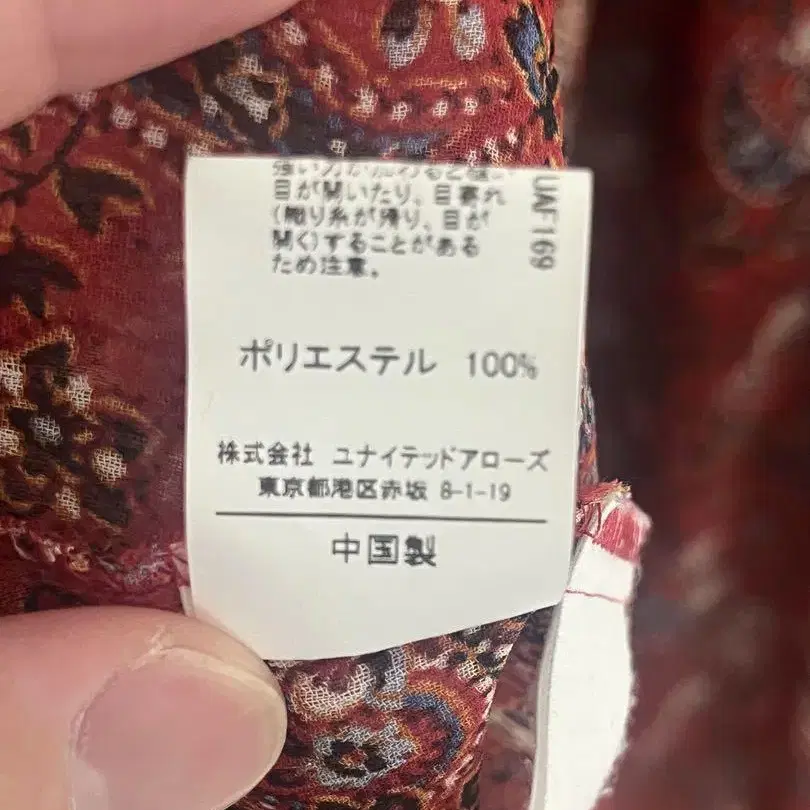 目が開いたり、目寄れ
(切り糸が残り、目が
開く)することがある
ため注意。
UAF169
ポリエステル 100%
株式会社 ユナイテッドアローズ
東京都港区赤坂 8-1-19
中国製